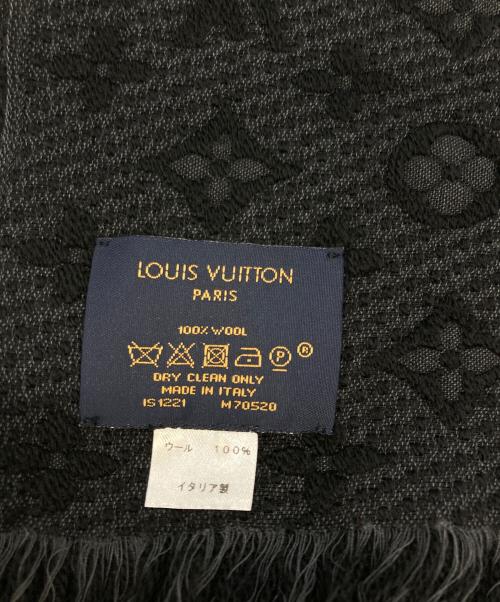 LOUIS VUITTON
PARIS
100% WOOL
P ®
DRY CLEAN ONLY
MADE IN ITALY
IS1221 M70520
ウール 100%
イタリア製